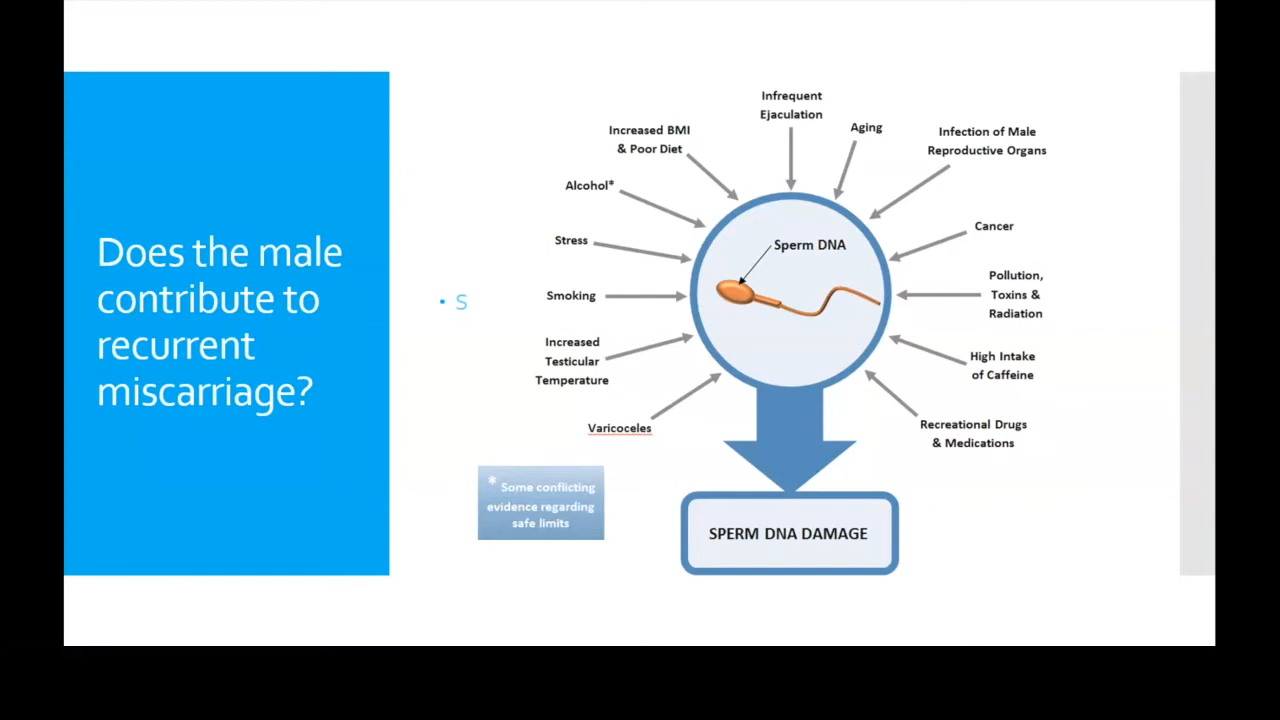 Does the male
contribute to
recurrent
miscarriage?
• S
Infrequent
Ejaculation
Aging
Increased BMI
& Poor Diet
Infection of Male
Reproductive Organs
Alcohol*
Cancer
Stress
Sperm DNA
Smoking
Pollution,
Toxins &
Radiation
Increased
Testicular
Temperature
High Intake
of Caffeine
Varicoceles
Recreational Drugs
& Medications
* Some conflicting
evidence regarding
safe limits
SPERM DNA DAMAGE